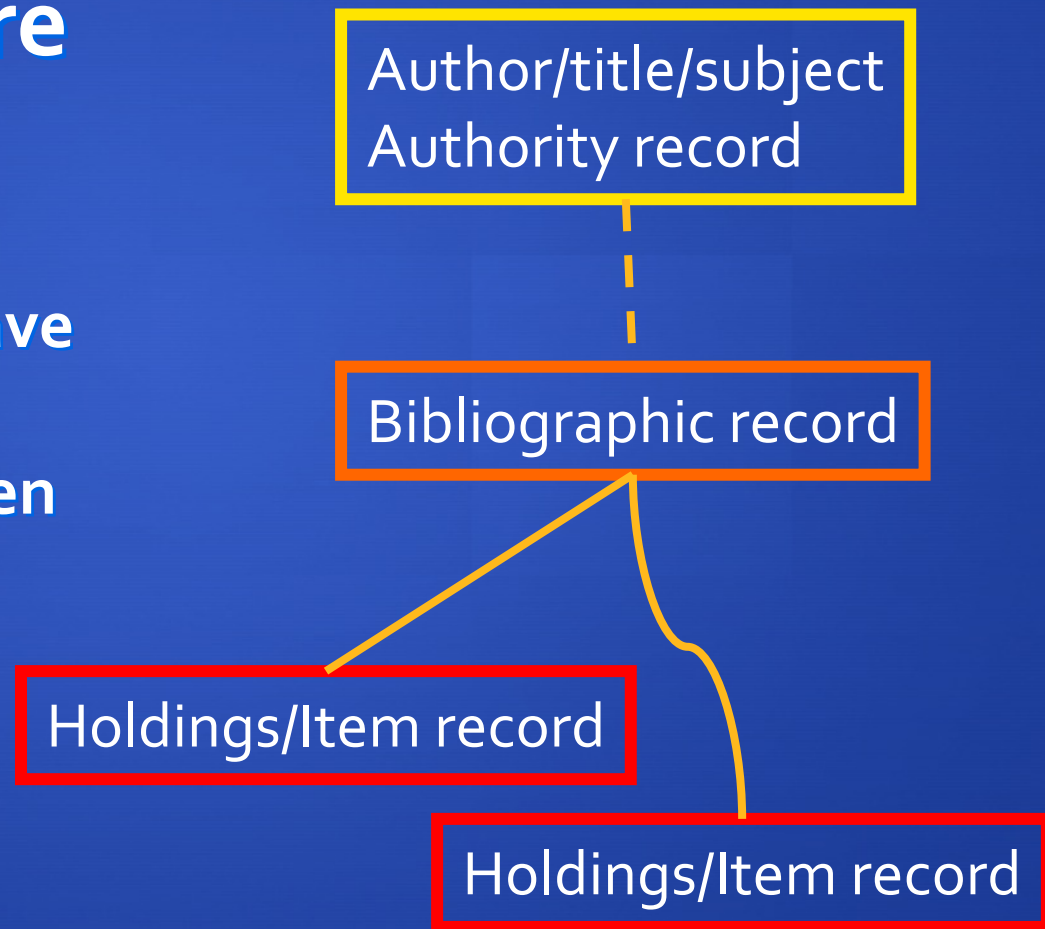 re
Author/title/subject
Authority record
ve
Bibliographic record
en
Holdings/Item record
Holdings/Item record